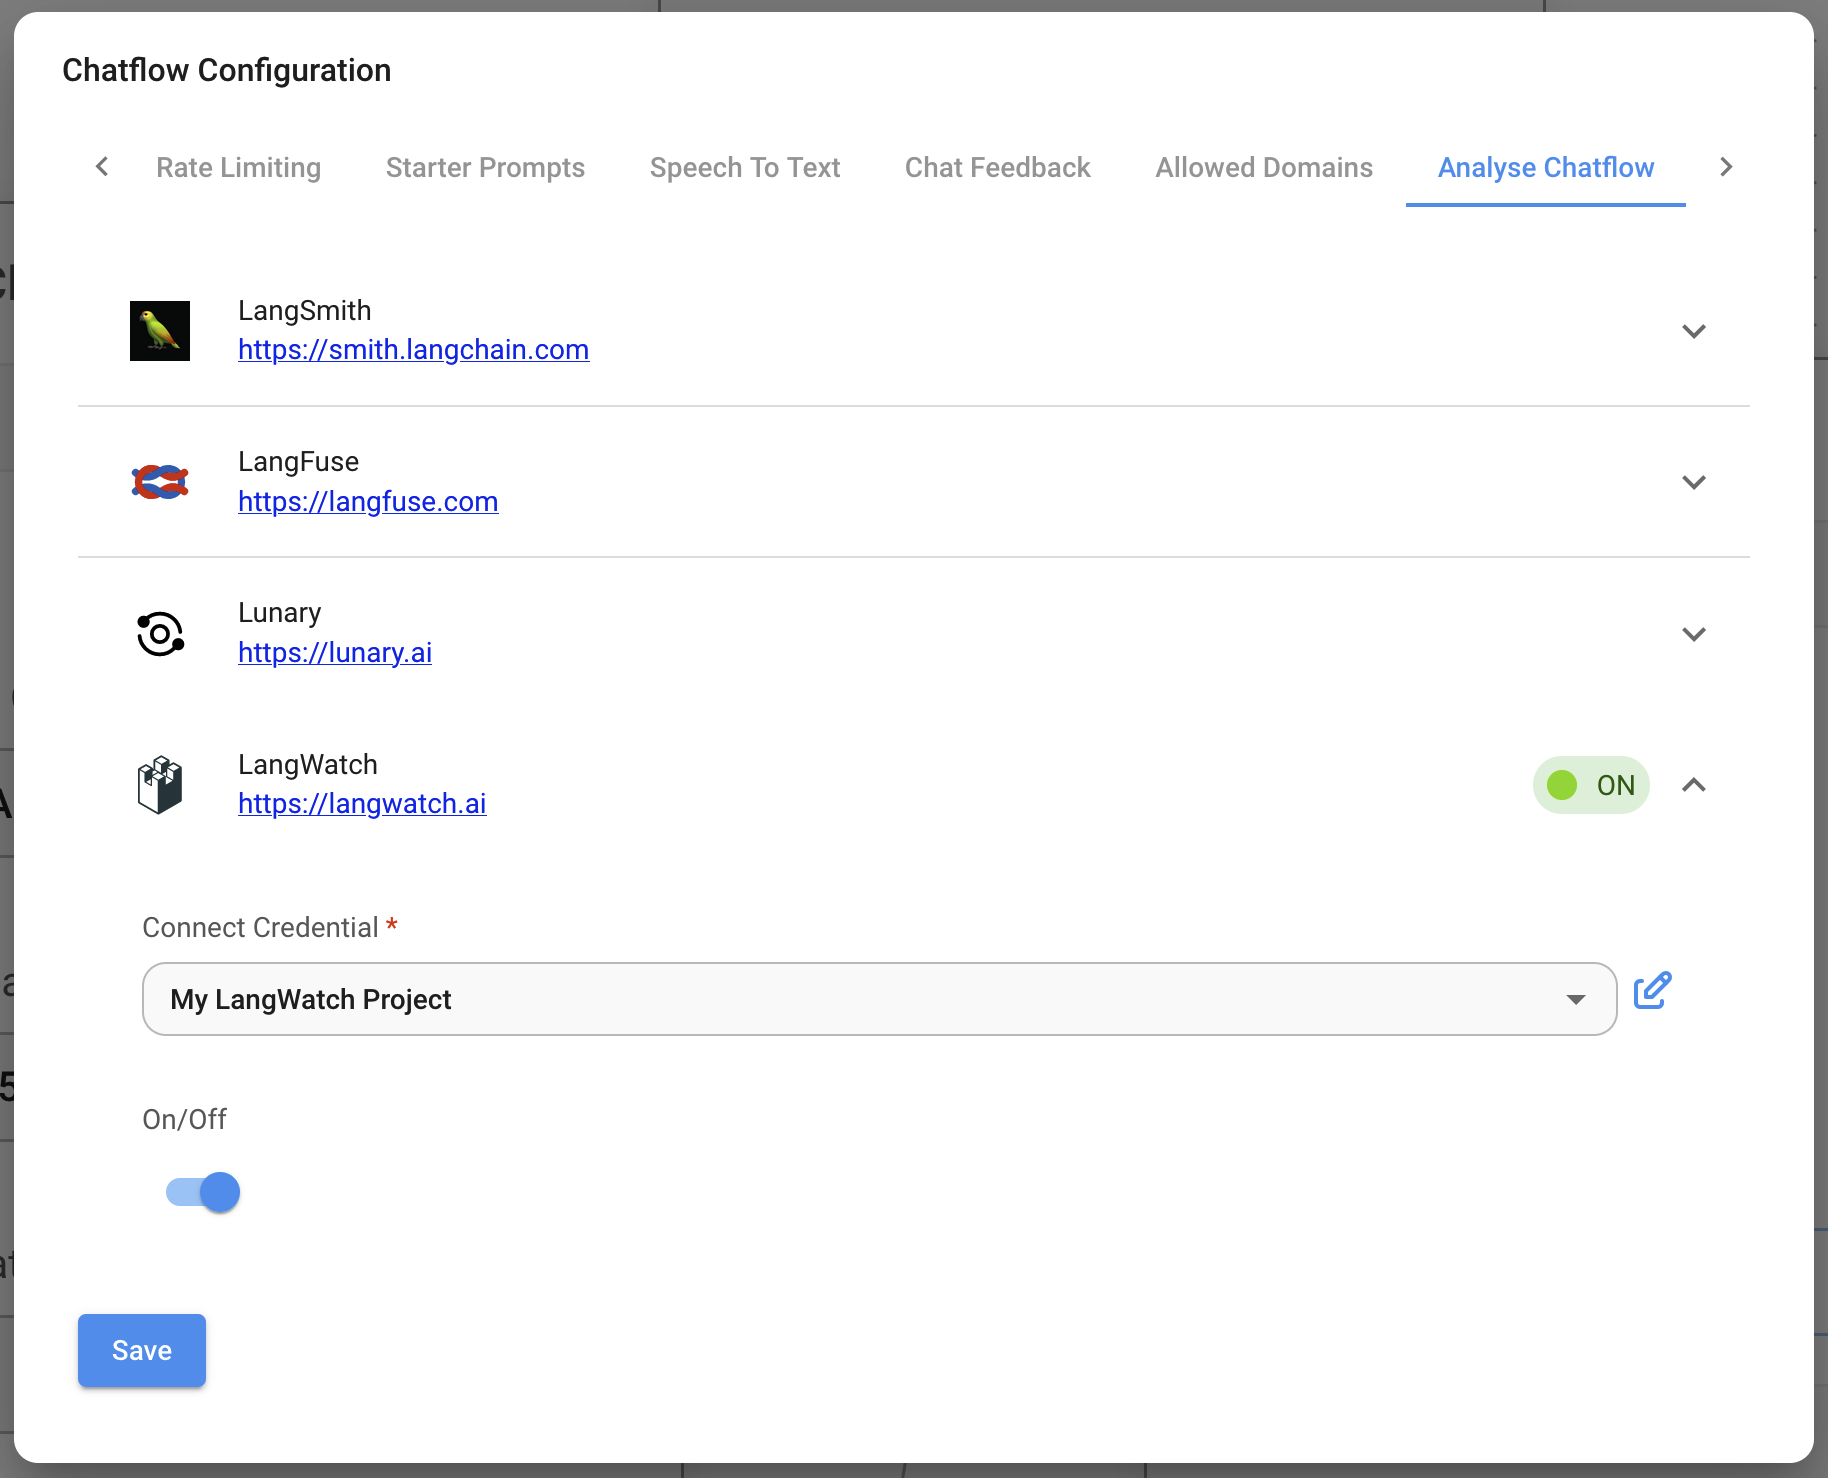 Chatflow Configuration
Rate Limiting
Starter Prompts
Speech To Text
Chat Feedback
Allowed Domains
Analyse Chatflow
LangSmith
https://smith.langchain.com
LangFuse
https://langfuse.com
Lunary
https://lunary.ai
LangWatch
https://langwatch.ai
ON
Connect Credential *
My LangWatch Project
On/Off
Save